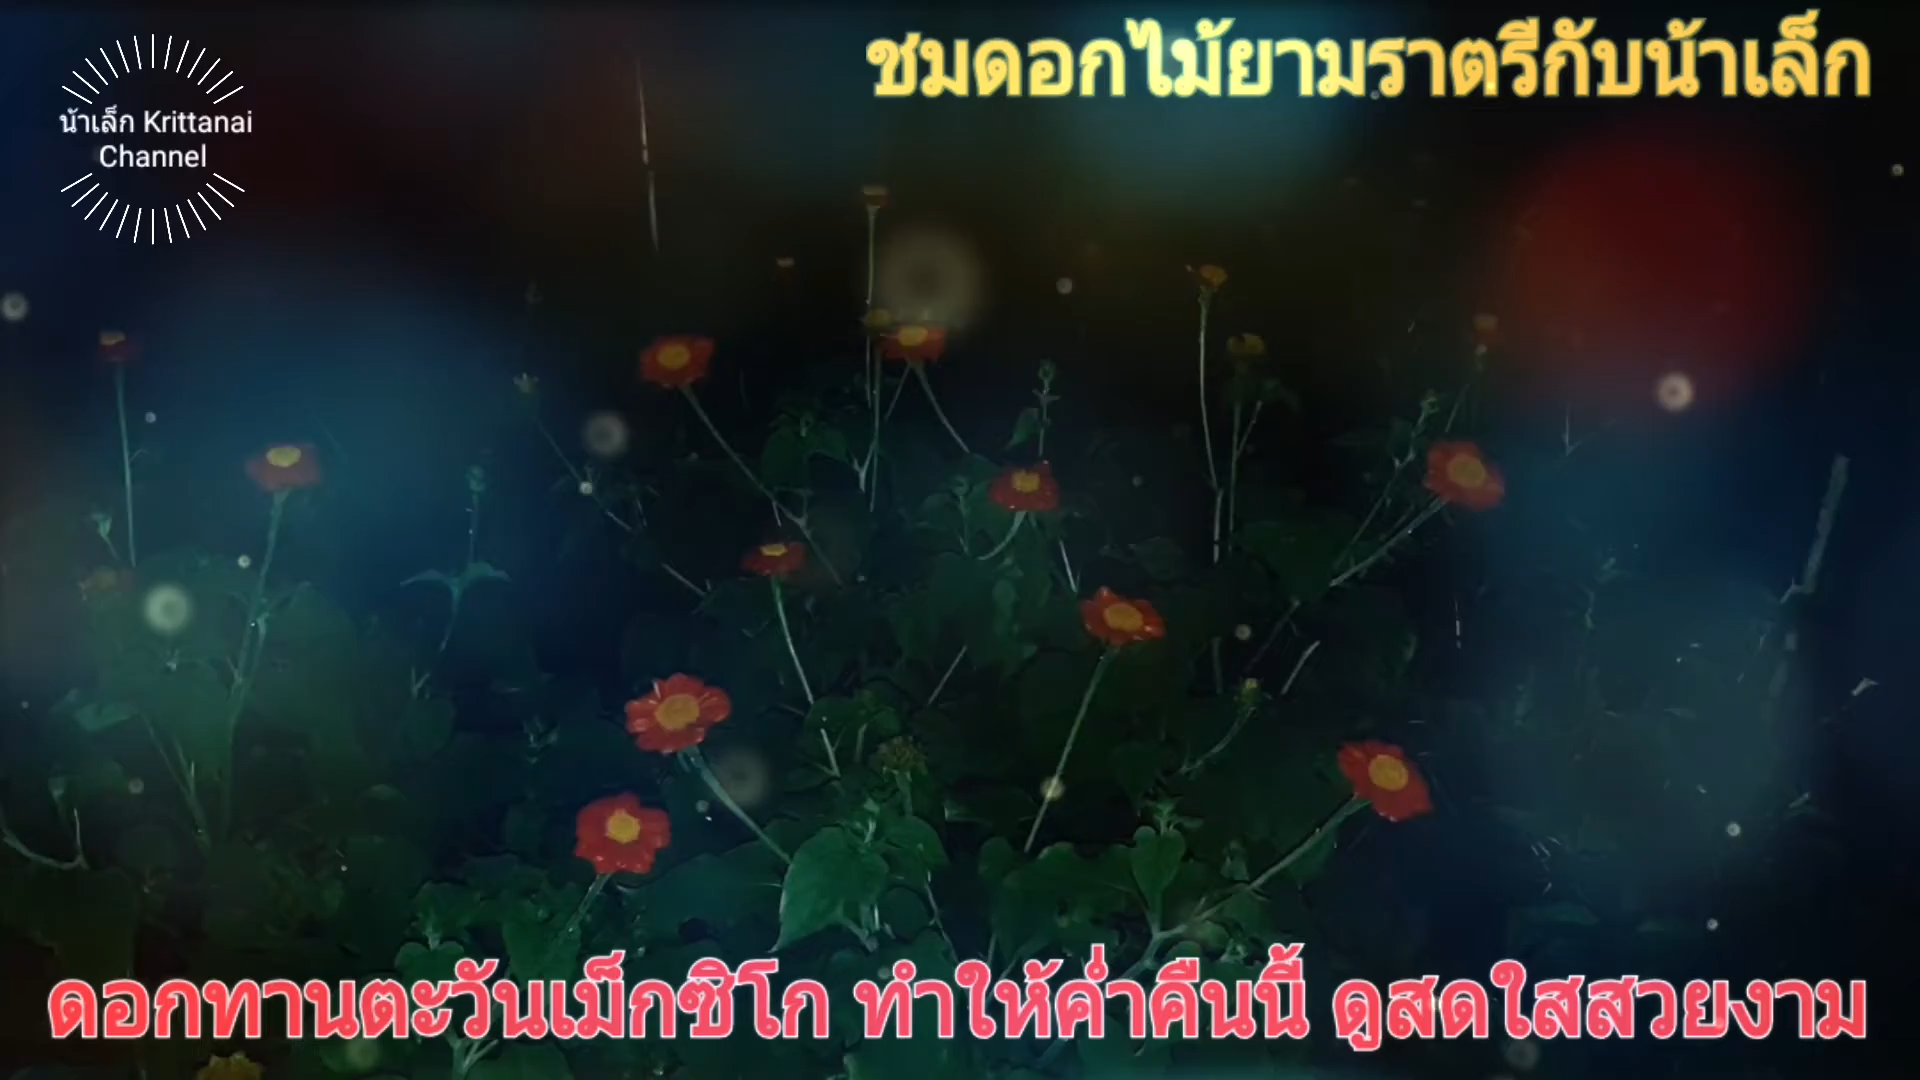 ชมดอกไม้ยามราตรีกับน้าเล็ก
น้าเล็ก Krittanai
Channel
ดอกทานตะวันเม็กซิโก ทำให้ค่ำคืนนี้ ดูสดใสสวยงาม